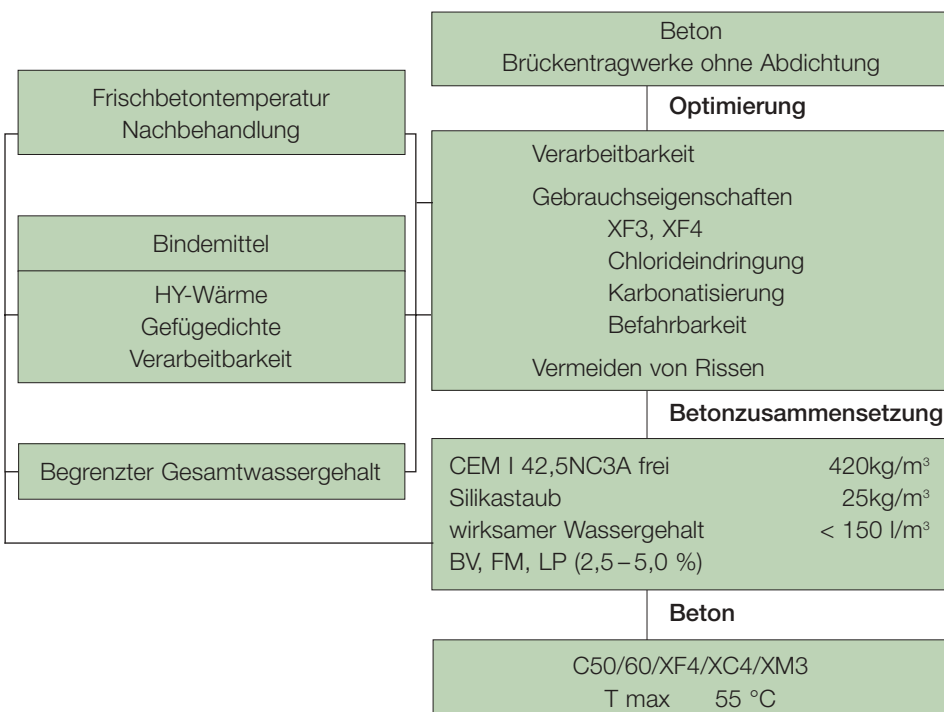 Beton
Brückentragwerke ohne Abdichtung
Optimierung
Frischbetontemperatur
Nachbehandlung
Bindemittel
HY-Wärme
Gefügedichte
Verarbeitbarkeit
Begrenzter Gesamtwassergehalt
Verarbeitbarkeit
Gebrauchseigenschaften
XF3, XF4
Chlorideindringung
Karbonatisierung
Befahrbarkeit
Vermeiden von Rissen
Betonzusammensetzung
CEM I 42,5NC3A frei 420kg/m³
Silikastaub 25kg/m³
wirksamer Wassergehalt < 150 l/m³
BV, FM, LP (2,5–5,0 %)
Beton
C50/60/XF4/XC4/XM3
T max 55 °C